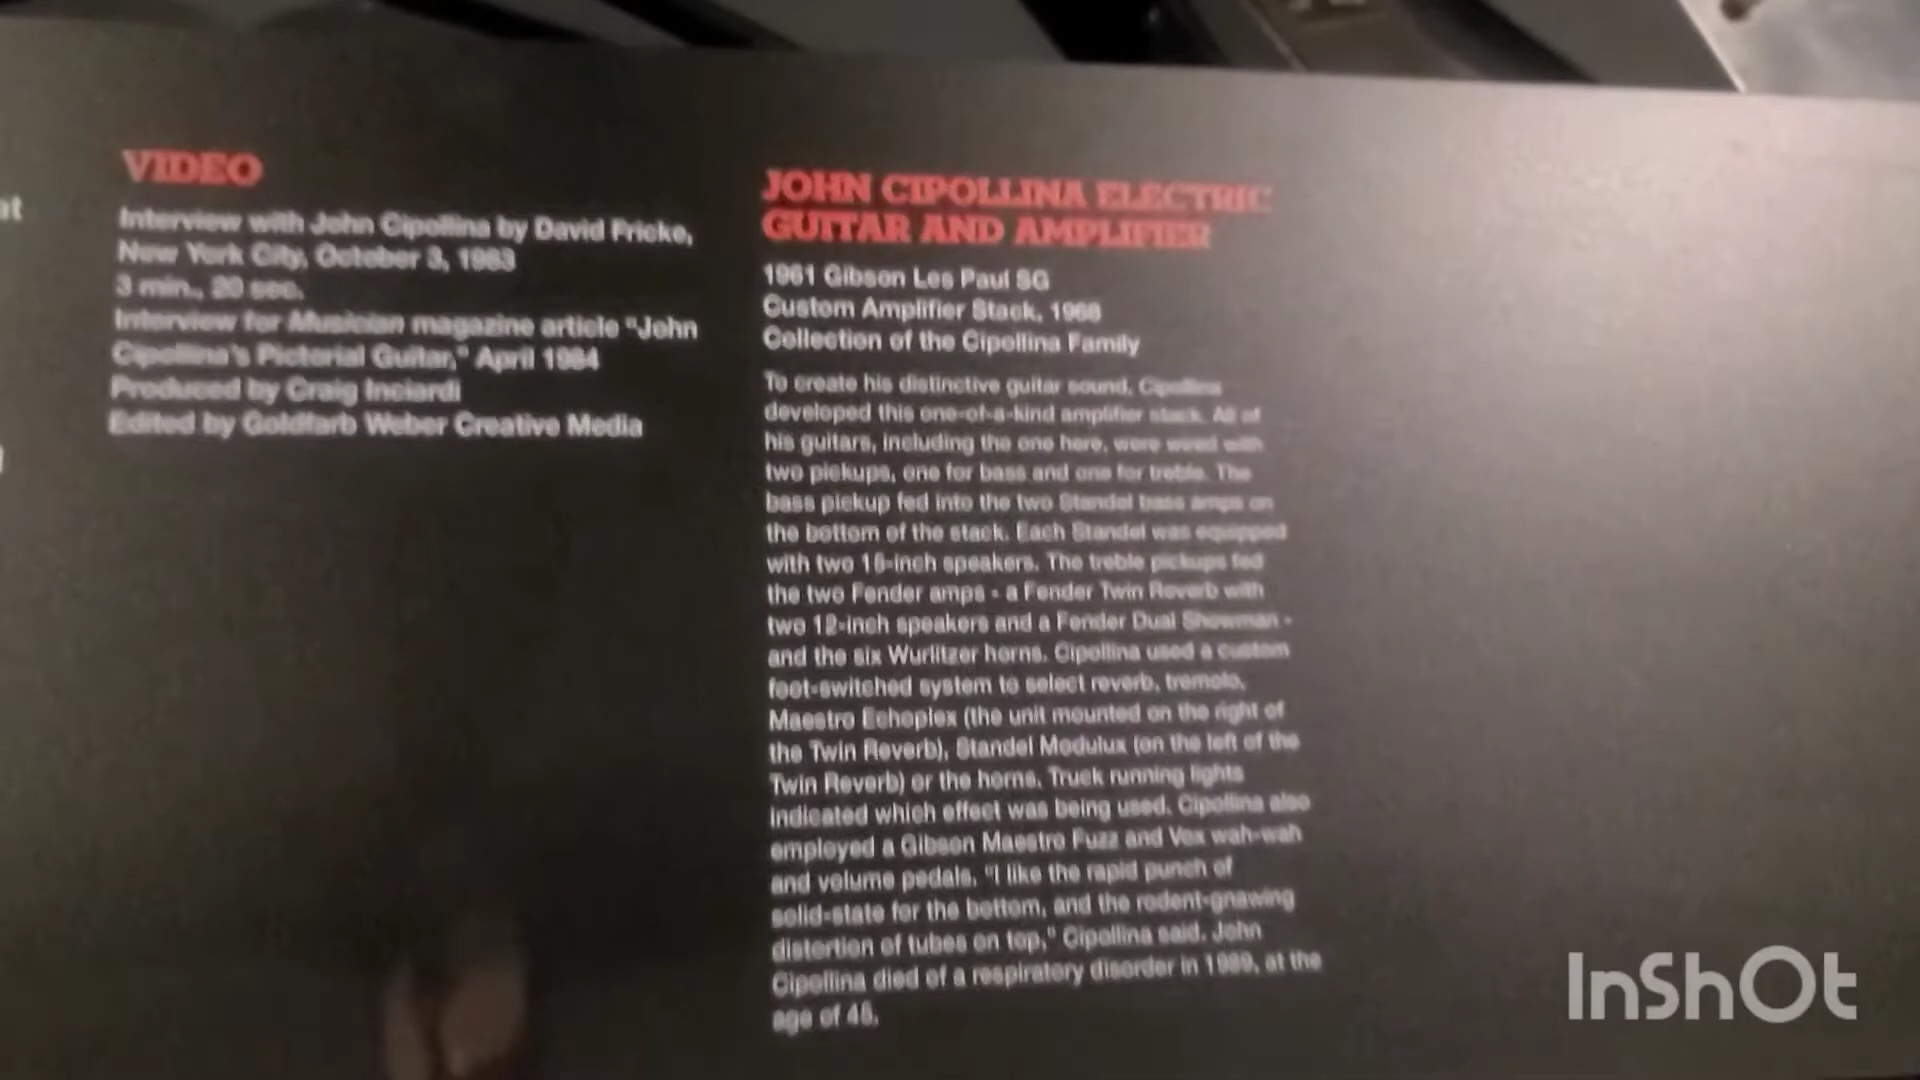 at
VIDEO
Interview with John Cipollina by David Fricke,
New York City, October 3, 1983
3 min., 20 sec.
Interview for Musician magazine article "John
Cipollina's Pictorial Guitar," April 1984
Produced by Craig Inciardi
Edited by Goldfarb Weber Creative Media
JOHN CIPOLLINA ELECTRIC
GUITAR AND AMPLIFIER
1961 Gibson Les Paul SG
Custom Amplifier Stack, 1968
Collection of the Cipollina Family
To create his distinctive guitar sound, Cipollina
developed this one-of-a-kind amplifier stack. All of
his guitars, including the one here, were wired with
two pickups, one for bass and one for treble. The
bass pickup fed into the two Standel bass amps on
the bottom of the stack. Each Standel was equipped
with two 15-inch speakers. The treble pickups fed
the two Fender amps - a Fender Twin Reverb with
two 12-inch speakers and a Fender Dual Showman -
and the six Wurlitzer horns. Cipollina used a custom
foot-switched system to select reverb, tremolo,
Maestro Echoplex (the unit mounted on the right of
the Twin Reverb), Standel Modulux (on the left of the
Twin Reverb) or the horns. Truck running lights
indicated which effect was being used. Cipollina also
employed a Gibson Maestro Fuzz and Vox wah-wah
and volume pedals. "I like the rapid punch of
solid-state for the bottom, and the rodent-gnawing
distortion of tubes on top," Cipollina said. John
Cipollina died of a respiratory disorder in 1989, at the
age of 45.
InShOt